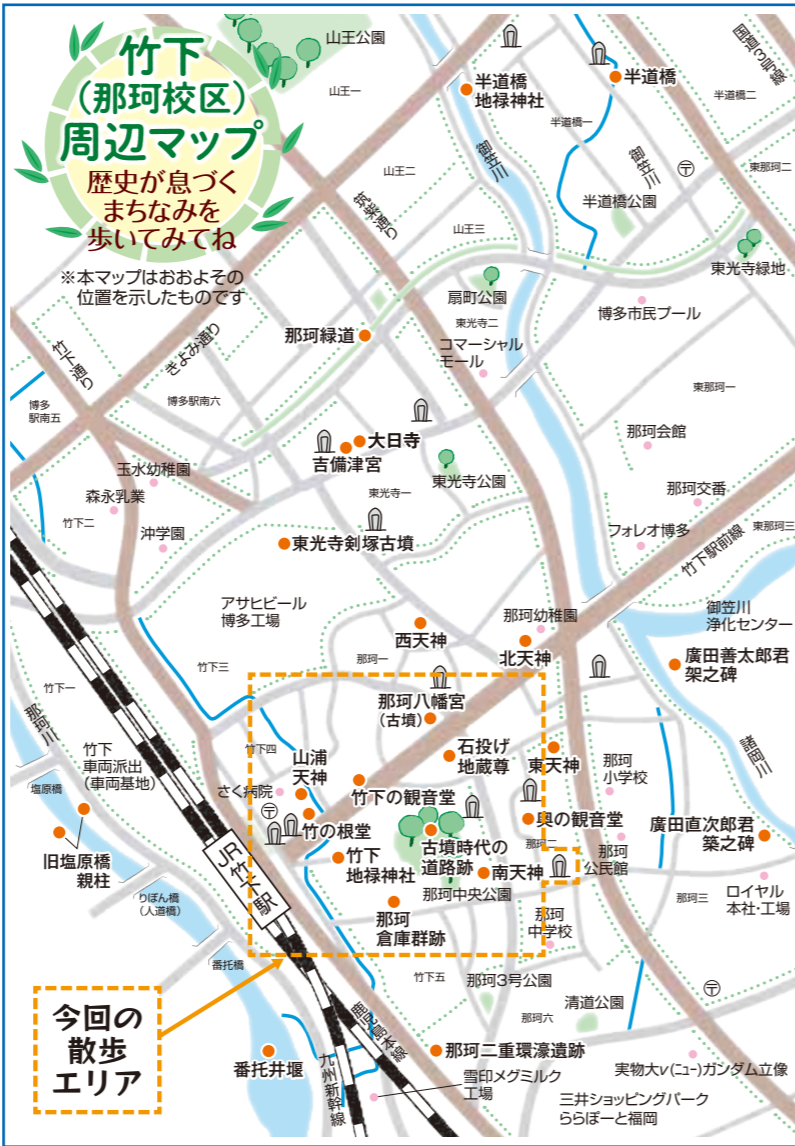 竹下
(那珂校区)
周辺マップ
歴史が息づく
まちなみを
歩いてみてね
※本マップはおおよその
位置を示したものです
山王公園
山王一
半道橋
地禄神社
半道橋
国道3号線
半道橋二
半道橋一
御笠川
御笠川
〒
東那珂二
山王二
筑紫通り
山王三
半道橋公園
東光寺緑地
扇町公園
博多市民プール
東光寺二
コマーシャル
モール
那珂緑道
きよみ通り
竹下通り
博多
駅南五
博多駅南六
東那珂一
大日寺
吉備津宮
那珂会館
玉水幼稚園
東光寺公園
森永乳業
東光寺一
那珂交番
竹下二
沖学園
東光寺剣塚古墳
フォレオ博多
東那珂三
竹下駅前線
アサヒビール
博多工場
西天神
那珂幼稚園
北天神
御笠川
浄化センター
廣田善太郎君
架之碑
竹下三
那珂一
竹下一
那珂川
那珂八幡宮
(古墳)
竹下四
山浦
天神
石投げ
地蔵尊
東天神
那珂
小学校
諸岡川
竹下
車両派出
(車両基地)
塩原橋
さく病院
〒
竹下の観音堂
竹の根堂
奥の観音堂
旧塩原橋
親柱
古墳時代の
道路跡
那珂二
廣田直次郎君
築之碑
JR竹下駅
竹下
地禄神社
南天神
那珂
公民館
那珂中央公園
りぼん橋
(人道橋)
那珂
倉庫群跡
那珂三
ロイヤル
本社・工場
那珂
中学校
番托橋
竹下五
那珂3号公園
〒
今回の
散歩
エリア
鹿児島本線
那珂六
清道公園
番托井堰
九州新幹線
那珂二重環濠遺跡
雪印メグミルク
工場
実物大ν(ニュー)ガンダム立像
三井ショッピングパーク
ららぽーと福岡